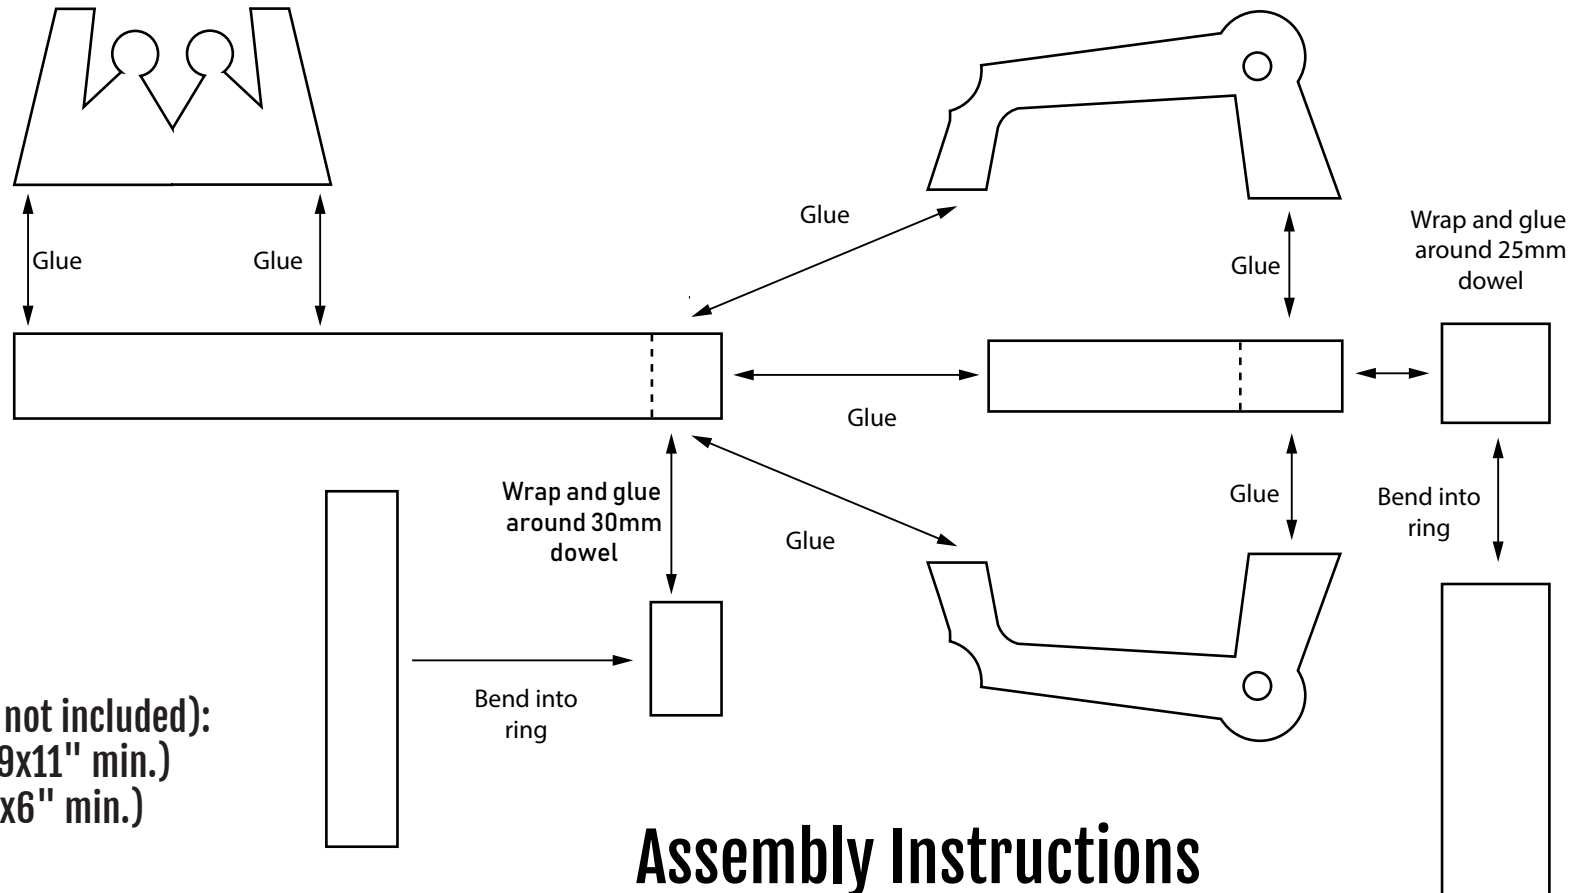 Glue
Wrap and glue
around 25mm
dowel
Glue
Glue
Glue
Glue
Wrap and glue
around 30mm
dowel
Glue
Glue
Bend into
ring
Bend into
ring
not included):
9x11" min.)
x6" min.)
Assembly Instructions